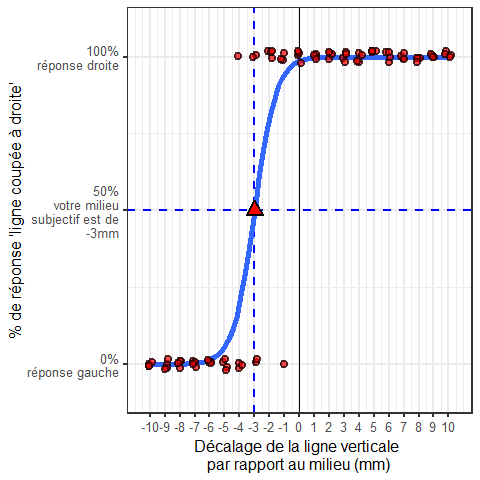 % de réponse 'ligne coupée à droite'
100%
réponse droite
50%
votre milieu
subjectif est de
-3mm
0%
réponse gauche
-10 -9 -8 -7 -6 -5 -4 -3 -2 -1 0 1 2 3 4 5 6 7 8 9 10
Décalage de la ligne verticale
par rapport au milieu (mm)